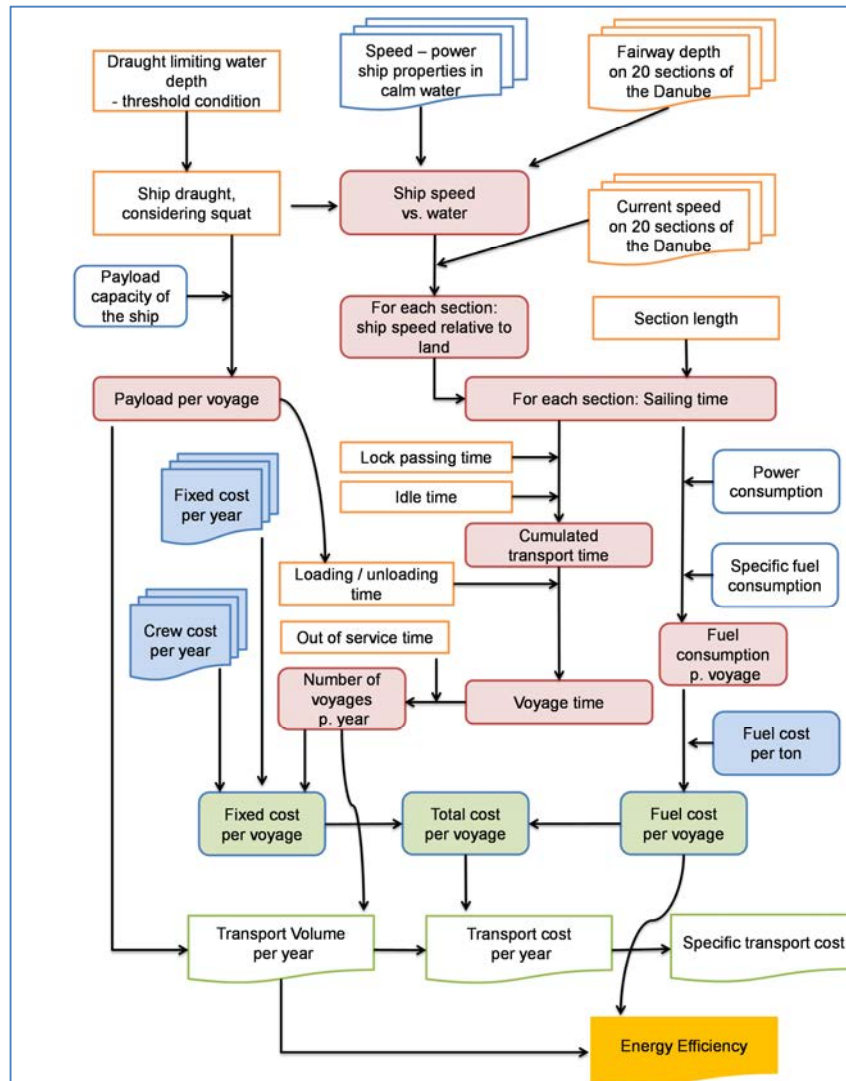 Draught limiting water
depth
- threshold condition
Speed – power
ship properties in
calm water
Fairway depth
on 20 sections of
the Danube
Ship draught,
considering squat
Ship speed
vs. water
Current speed
on 20 sections of
the Danube
Payload
capacity of
the ship
For each section:
ship speed relative to
land
Section length
Payload per voyage
For each section: Sailing time
Lock passing time
Power
consumption
Fixed cost
per year
Idle time
Cumulated
transport time
Specific fuel
consumption
Loading / unloading
time
Crew cost
per year
Out of service time
Fuel
consumption
p. voyage
Number of
voyages
p. year
Voyage time
Fuel cost
per ton
Fixed cost
per voyage
Total cost
per voyage
Fuel cost
per voyage
Transport Volume
per year
Transport cost
per year
Specific transport cost
Energy Efficiency